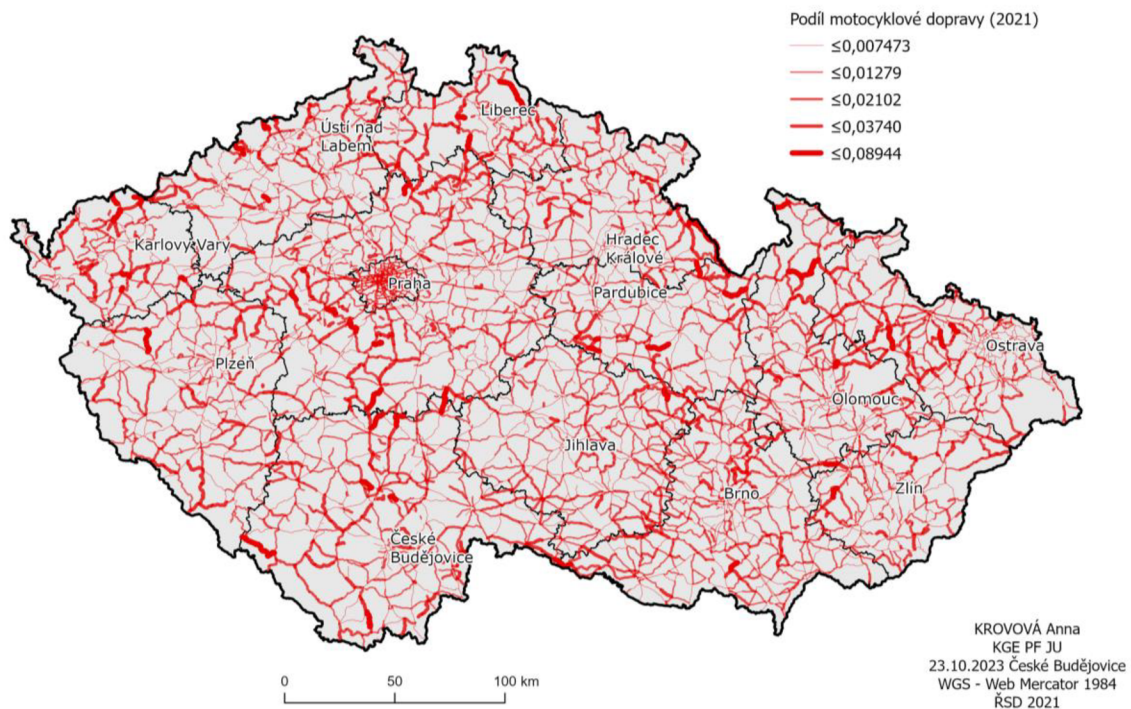 Podíl motocyklové dopravy (2021)
≤0,007473
≤0,01279
≤0,02102
≤0,03740
≤0,08944
Liberec
Ústí nad
Labem
Karlovy Vary
Hradec
Králové
Praha
Pardubice
Ostrava
Plzeň
Olomouc
Jihlava
Zlín
Brno
České
Budějovice
KROVOVÁ Anna
KGE PF JU
23.10.2023 České Budějovice
WGS - Web Mercator 1984
ŘSD 2021
0 50 100 km